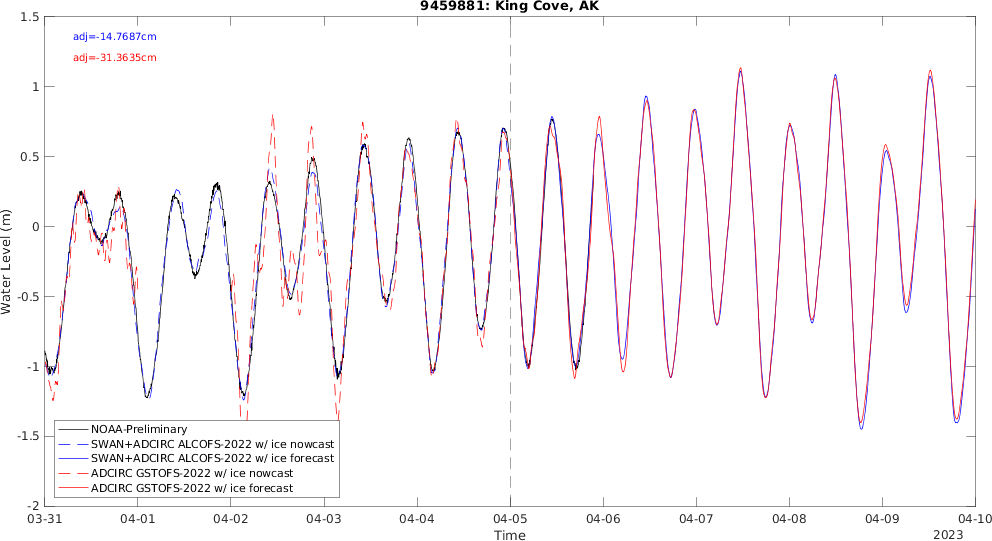 9459881: King Cove, AK
1.5
adj=-14.7687cm
adj=-31.3635cm
1
0.5
0
Water Level (m)
-0.5
-1
-1.5
-2
NOAA-Preliminary
SWAN+ADCIRC ALCOFS-2022 w/ ice nowcast
SWAN+ADCIRC ALCOFS-2022 w/ ice forecast
ADCIRC GSTOFS-2022 w/ ice nowcast
ADCIRC GSTOFS-2022 w/ ice forecast
03-31 04-01 04-02 04-03 04-04 04-05 04-06 04-07 04-08 04-09 04-10
Time
2023